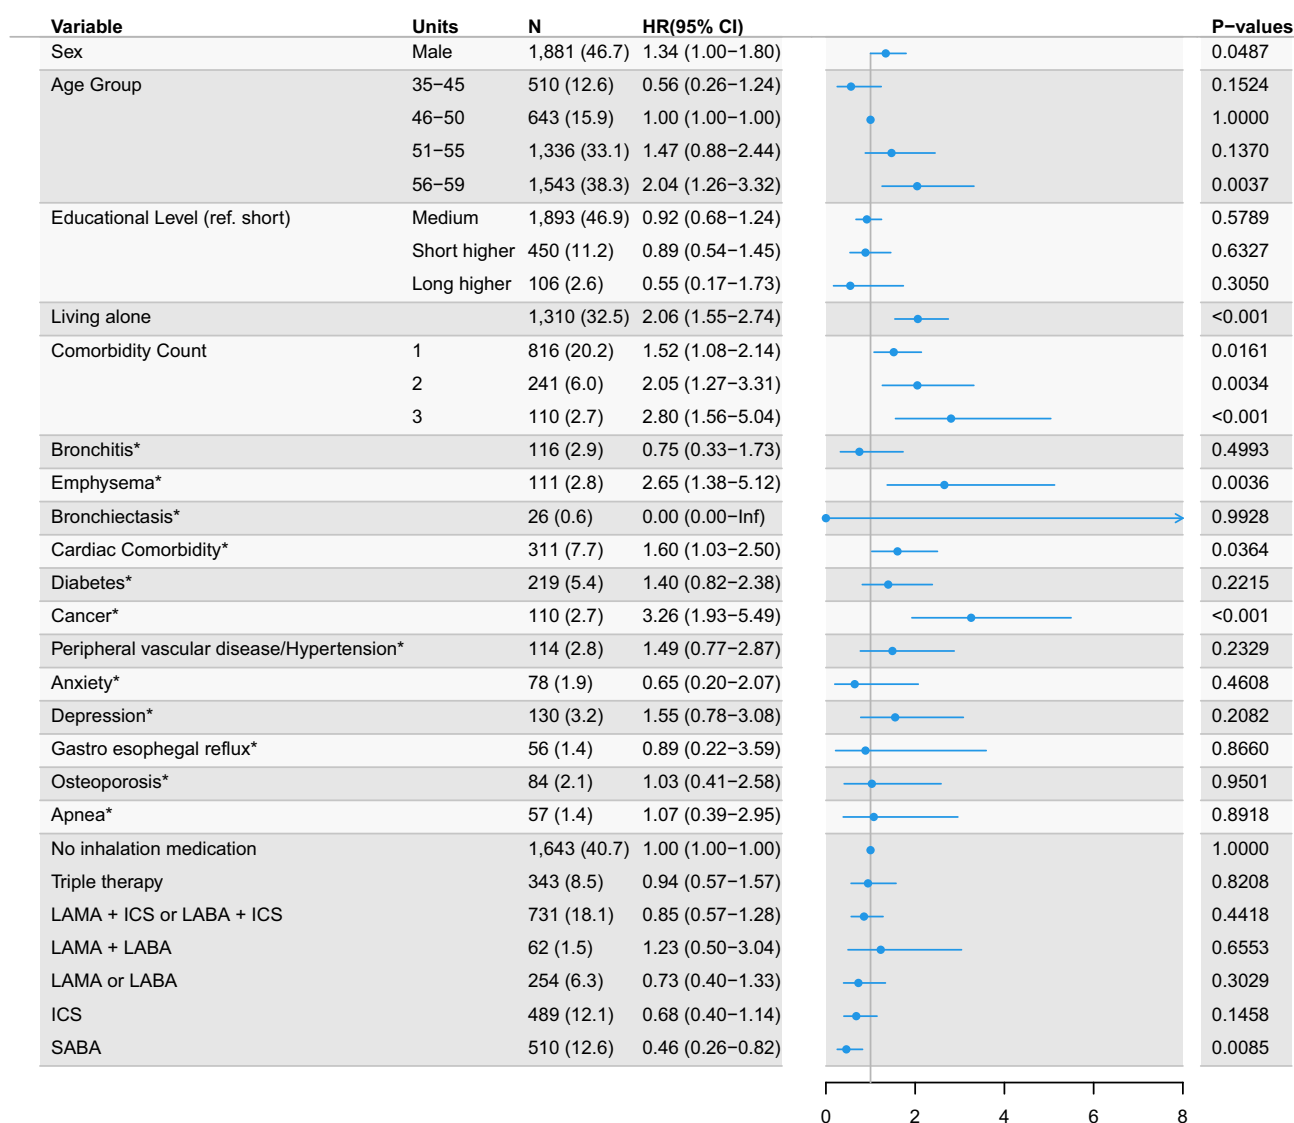 Variable Units N HR(95% CI) P−values
Sex Male 1,881 (46.7) 1.34 (1.00−1.80) 0.0487
Age Group 35−45 510 (12.6) 0.56 (0.26−1.24) 0.1524
46−50 643 (15.9) 1.00 (1.00−1.00) 1.0000
51−55 1,336 (33.1) 1.47 (0.88−2.44) 0.1370
56−59 1,543 (38.3) 2.04 (1.26−3.32) 0.0037
Educational Level (ref. short) Medium 1,893 (46.9) 0.92 (0.68−1.24) 0.5789
Short higher 450 (11.2) 0.89 (0.54−1.45) 0.6327
Long higher 106 (2.6) 0.55 (0.17−1.73) 0.3050
Living alone 1,310 (32.5) 2.06 (1.55−2.74) <0.001
Comorbidity Count 1 816 (20.2) 1.52 (1.08−2.14) 0.0161
2 241 (6.0) 2.05 (1.27−3.31) 0.0034
3 110 (2.7) 2.80 (1.56−5.04) <0.001
Bronchitis* 116 (2.9) 0.75 (0.33−1.73) 0.4993
Emphysema* 111 (2.8) 2.65 (1.38−5.12) 0.0036
Bronchiectasis* 26 (0.6) 0.00 (0.00−Inf) 0.9928
Cardiac Comorbidity* 311 (7.7) 1.60 (1.03−2.50) 0.0364
Diabetes* 219 (5.4) 1.40 (0.82−2.38) 0.2215
Cancer* 110 (2.7) 3.26 (1.93−5.49) <0.001
Peripheral vascular disease/Hypertension* 114 (2.8) 1.49 (0.77−2.87) 0.2329
Anxiety* 78 (1.9) 0.65 (0.20−2.07) 0.4608
Depression* 130 (3.2) 1.55 (0.78−3.08) 0.2082
Gastro esophegal reflux* 56 (1.4) 0.89 (0.22−3.59) 0.8660
Osteoporosis* 84 (2.1) 1.03 (0.41−2.58) 0.9501
Apnea* 57 (1.4) 1.07 (0.39−2.95) 0.8918
No inhalation medication 1,643 (40.7) 1.00 (1.00−1.00) 1.0000
Triple therapy 343 (8.5) 0.94 (0.57−1.57) 0.8208
LAMA + ICS or LABA + ICS 731 (18.1) 0.85 (0.57−1.28) 0.4418
LAMA + LABA 62 (1.5) 1.23 (0.50−3.04) 0.6553
LAMA or LABA 254 (6.3) 0.73 (0.40−1.33) 0.3029
ICS 489 (12.1) 0.68 (0.40−1.14) 0.1458
SABA 510 (12.6) 0.46 (0.26−0.82) 0.0085
0 2 4 6 8